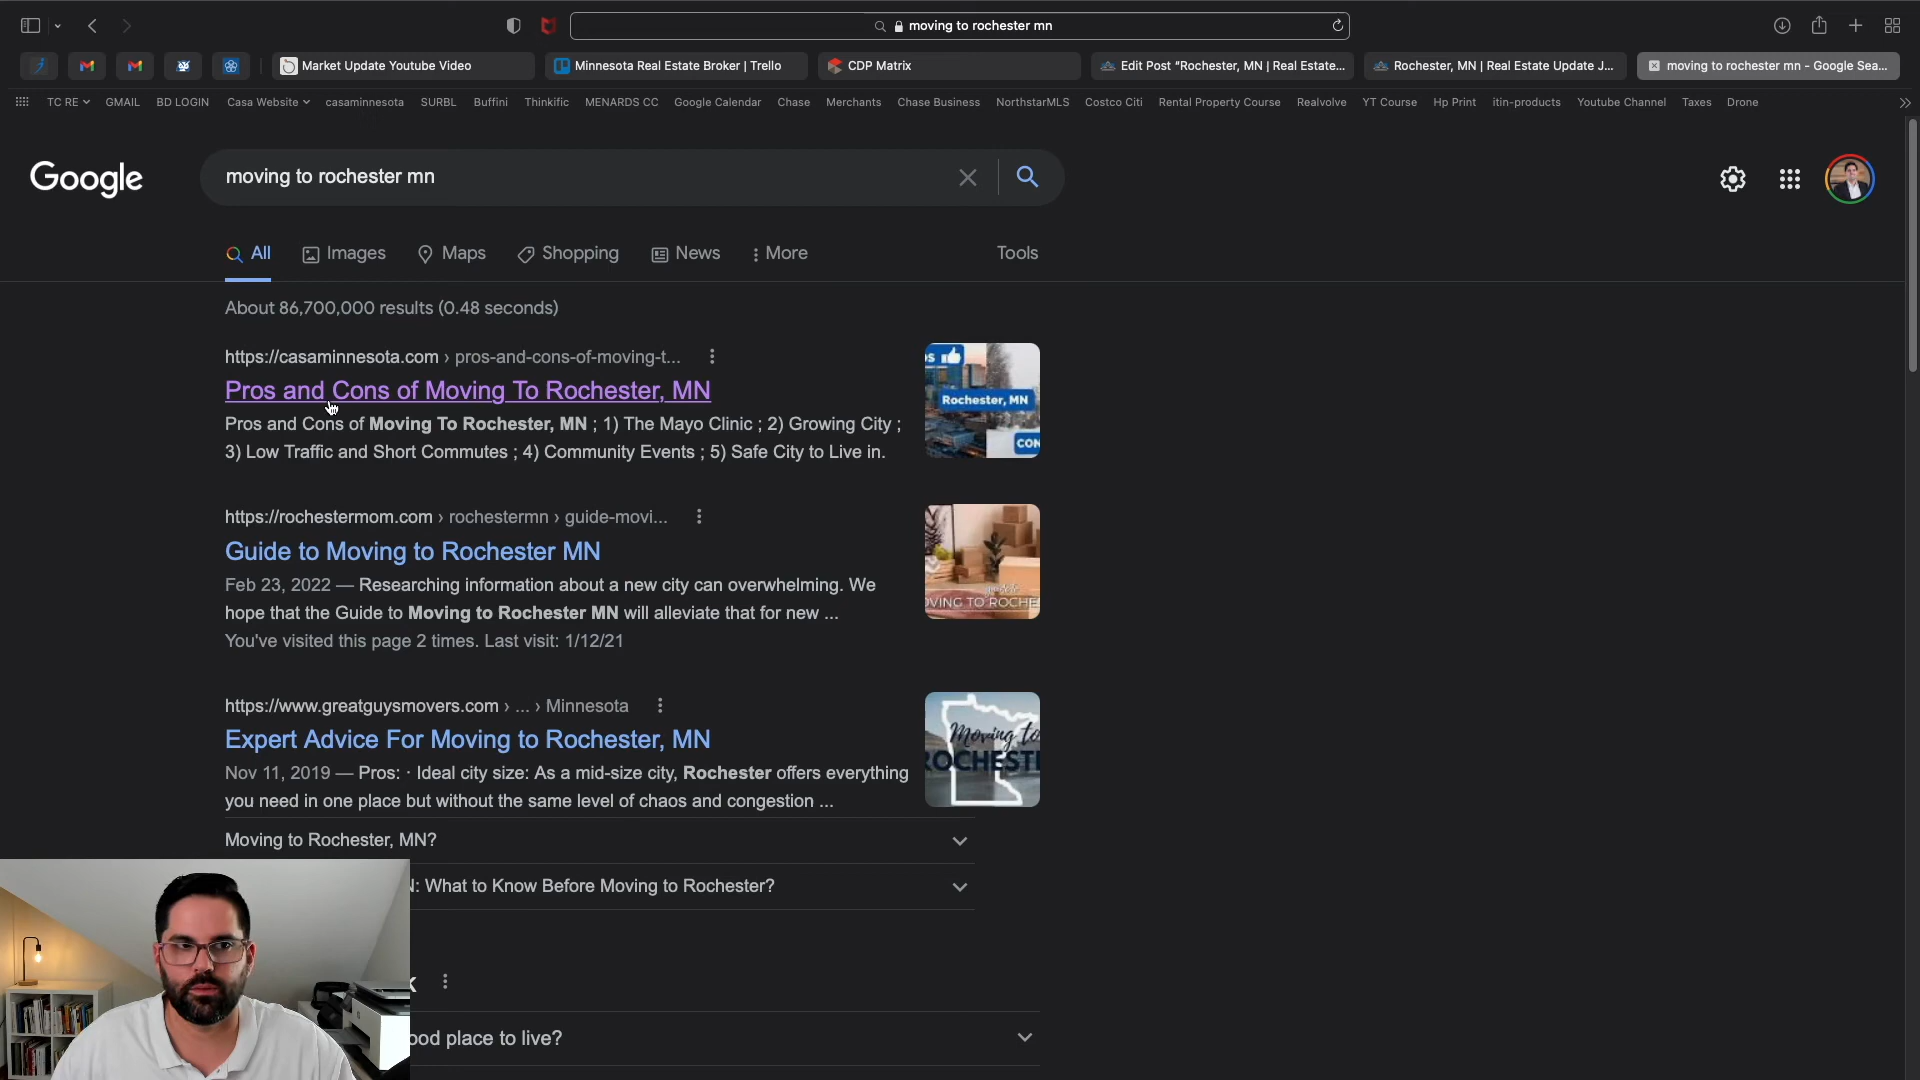 moving to rochester mn
Market Update Youtube Video
Minnesota Real Estate Broker | Trello
CDP Matrix
Edit Post “Rochester, MN | Real Estate...
Rochester, MN | Real Estate Update J...
moving to rochester mn - Google Sea...
TC RE
GMAIL
BD LOGIN
Casa Website
casaminnesota
SURBL
Buffini
Thinkific
MENARDS CC
Google Calendar
Chase
Merchants
Chase Business
NorthstarMLS
Costco Citi
Rental Property Course
Realvolve
YT Course
Hp Print
itin-products
Youtube Channel
Taxes
Drone
Google
moving to rochester mn
All
Images
Maps
Shopping
News
More
Tools
About 86,700,000 results (0.48 seconds)
https://casaminnesota.com › pros-and-cons-of-moving-t...
Pros and Cons of Moving To Rochester, MN
Pros and Cons of Moving To Rochester, MN ; 1) The Mayo Clinic ; 2) Growing City ;
3) Low Traffic and Short Commutes ; 4) Community Events ; 5) Safe City to Live in.
OS
Rochester, MN
CON
https://rochestermom.com › rochestermn › guide-movi...
Guide to Moving to Rochester MN
Feb 23, 2022 — Researching information about a new city can overwhelming. We
hope that the Guide to Moving to Rochester MN will alleviate that for new ...
You've visited this page 2 times. Last visit: 1/12/21
guide to
OVING TO ROCHE
https://www.greatguysmovers.com › ... › Minnesota
Expert Advice For Moving to Rochester, MN
Nov 11, 2019 — Pros: · Ideal city size: As a mid-size city, Rochester offers everything
you need in one place but without the same level of chaos and congestion ...
Moving to
ROCHEST
Moving to Rochester, MN?
N: What to Know Before Moving to Rochester?
k
ood place to live?